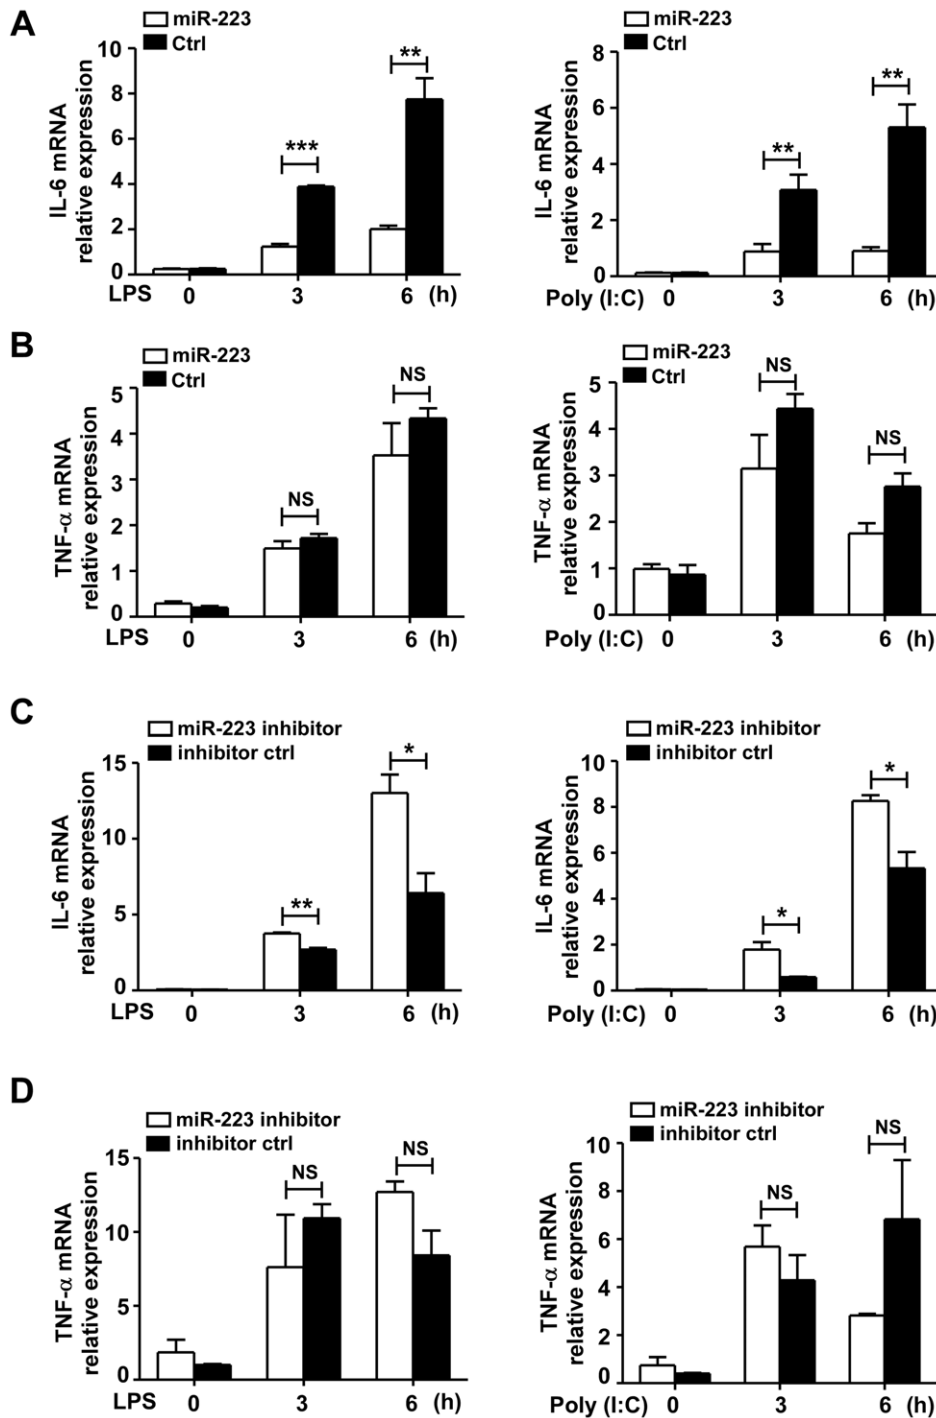 A
miR-223
Ctrl
IL-6 mRNA
relative expression
10
8
6
4
2
0
***
**
LPS 0 3 6 (h)
miR-223
Ctrl
IL-6 mRNA
relative expression
8
6
4
2
0
**
**
Poly (I:C) 0 3 6 (h)
B
miR-223
Ctrl
TNF-α mRNA
relative expression
5
4
3
2
1
0
NS
NS
LPS 0 3 6 (h)
miR-223
Ctrl
TNF-α mRNA
relative expression
5
4
3
2
1
0
NS
NS
Poly (I:C) 0 3 6 (h)
C
miR-223 inhibitor
inhibitor ctrl
IL-6 mRNA
relative expression
15
10
5
0
**
*
LPS 0 3 6 (h)
miR-223 inhibitor
inhibitor ctrl
IL-6 mRNA
relative expression
10
8
6
4
2
0
*
*
Poly (I:C) 0 3 6 (h)
D
miR-223 inhibitor
inhibitor ctrl
TNF-α mRNA
relative expression
15
10
5
0
NS
NS
LPS 0 3 6 (h)
miR-223 inhibitor
inhibitor ctrl
TNF-α mRNA
relative expression
10
8
6
4
2
0
NS
NS
Poly (I:C) 0 3 6 (h)